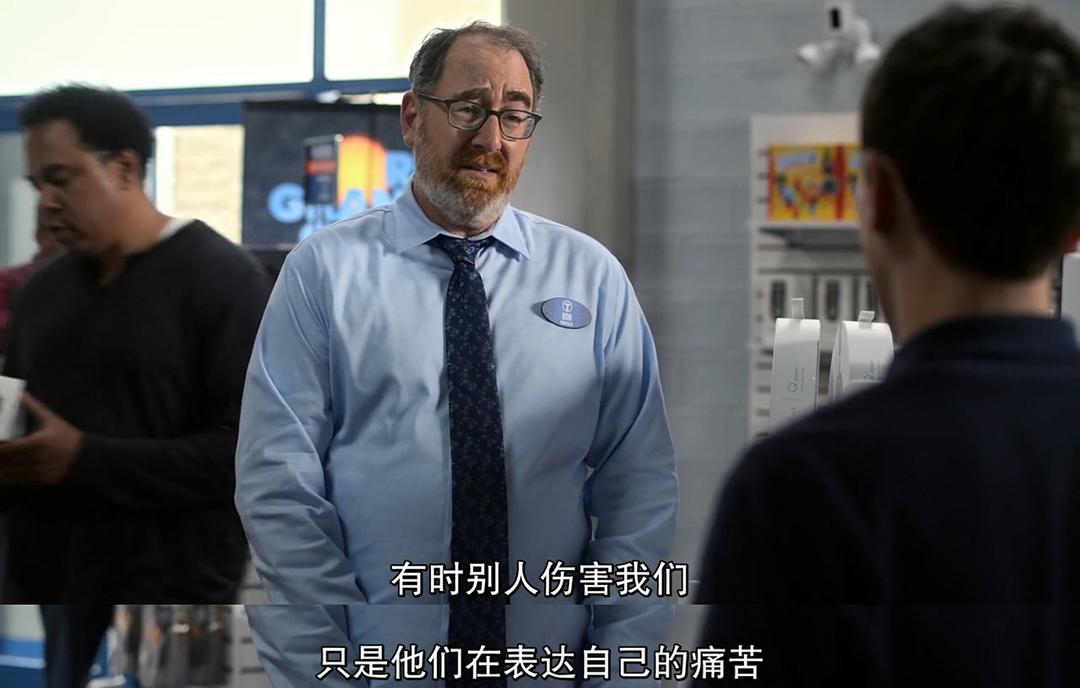 BOB
有时别人伤害我们
只是他们在表达自己的痛苦